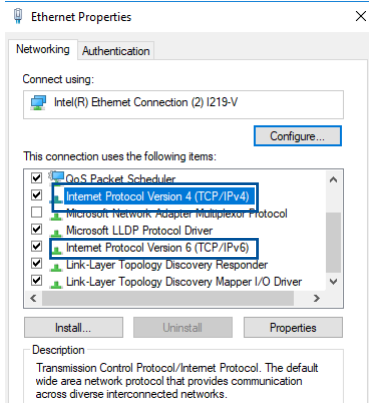 Ethernet Properties
Networking Authentication
Connect using:
Intel(R) Ethernet Connection (2) I219-V
Configure...
This connection uses the following items:
QoS Packet Scheduler
Internet Protocol Version 4 (TCP/IPv4)
Microsoft Network Adapter Multiplexor Protocol
Microsoft LLDP Protocol Driver
Internet Protocol Version 6 (TCP/IPv6)
Link-Layer Topology Discovery Responder
Link-Layer Topology Discovery Mapper I/O Driver
Install... Uninstall Properties
Description
Transmission Control Protocol/Internet Protocol. The default
wide area network protocol that provides communication
across diverse interconnected networks.